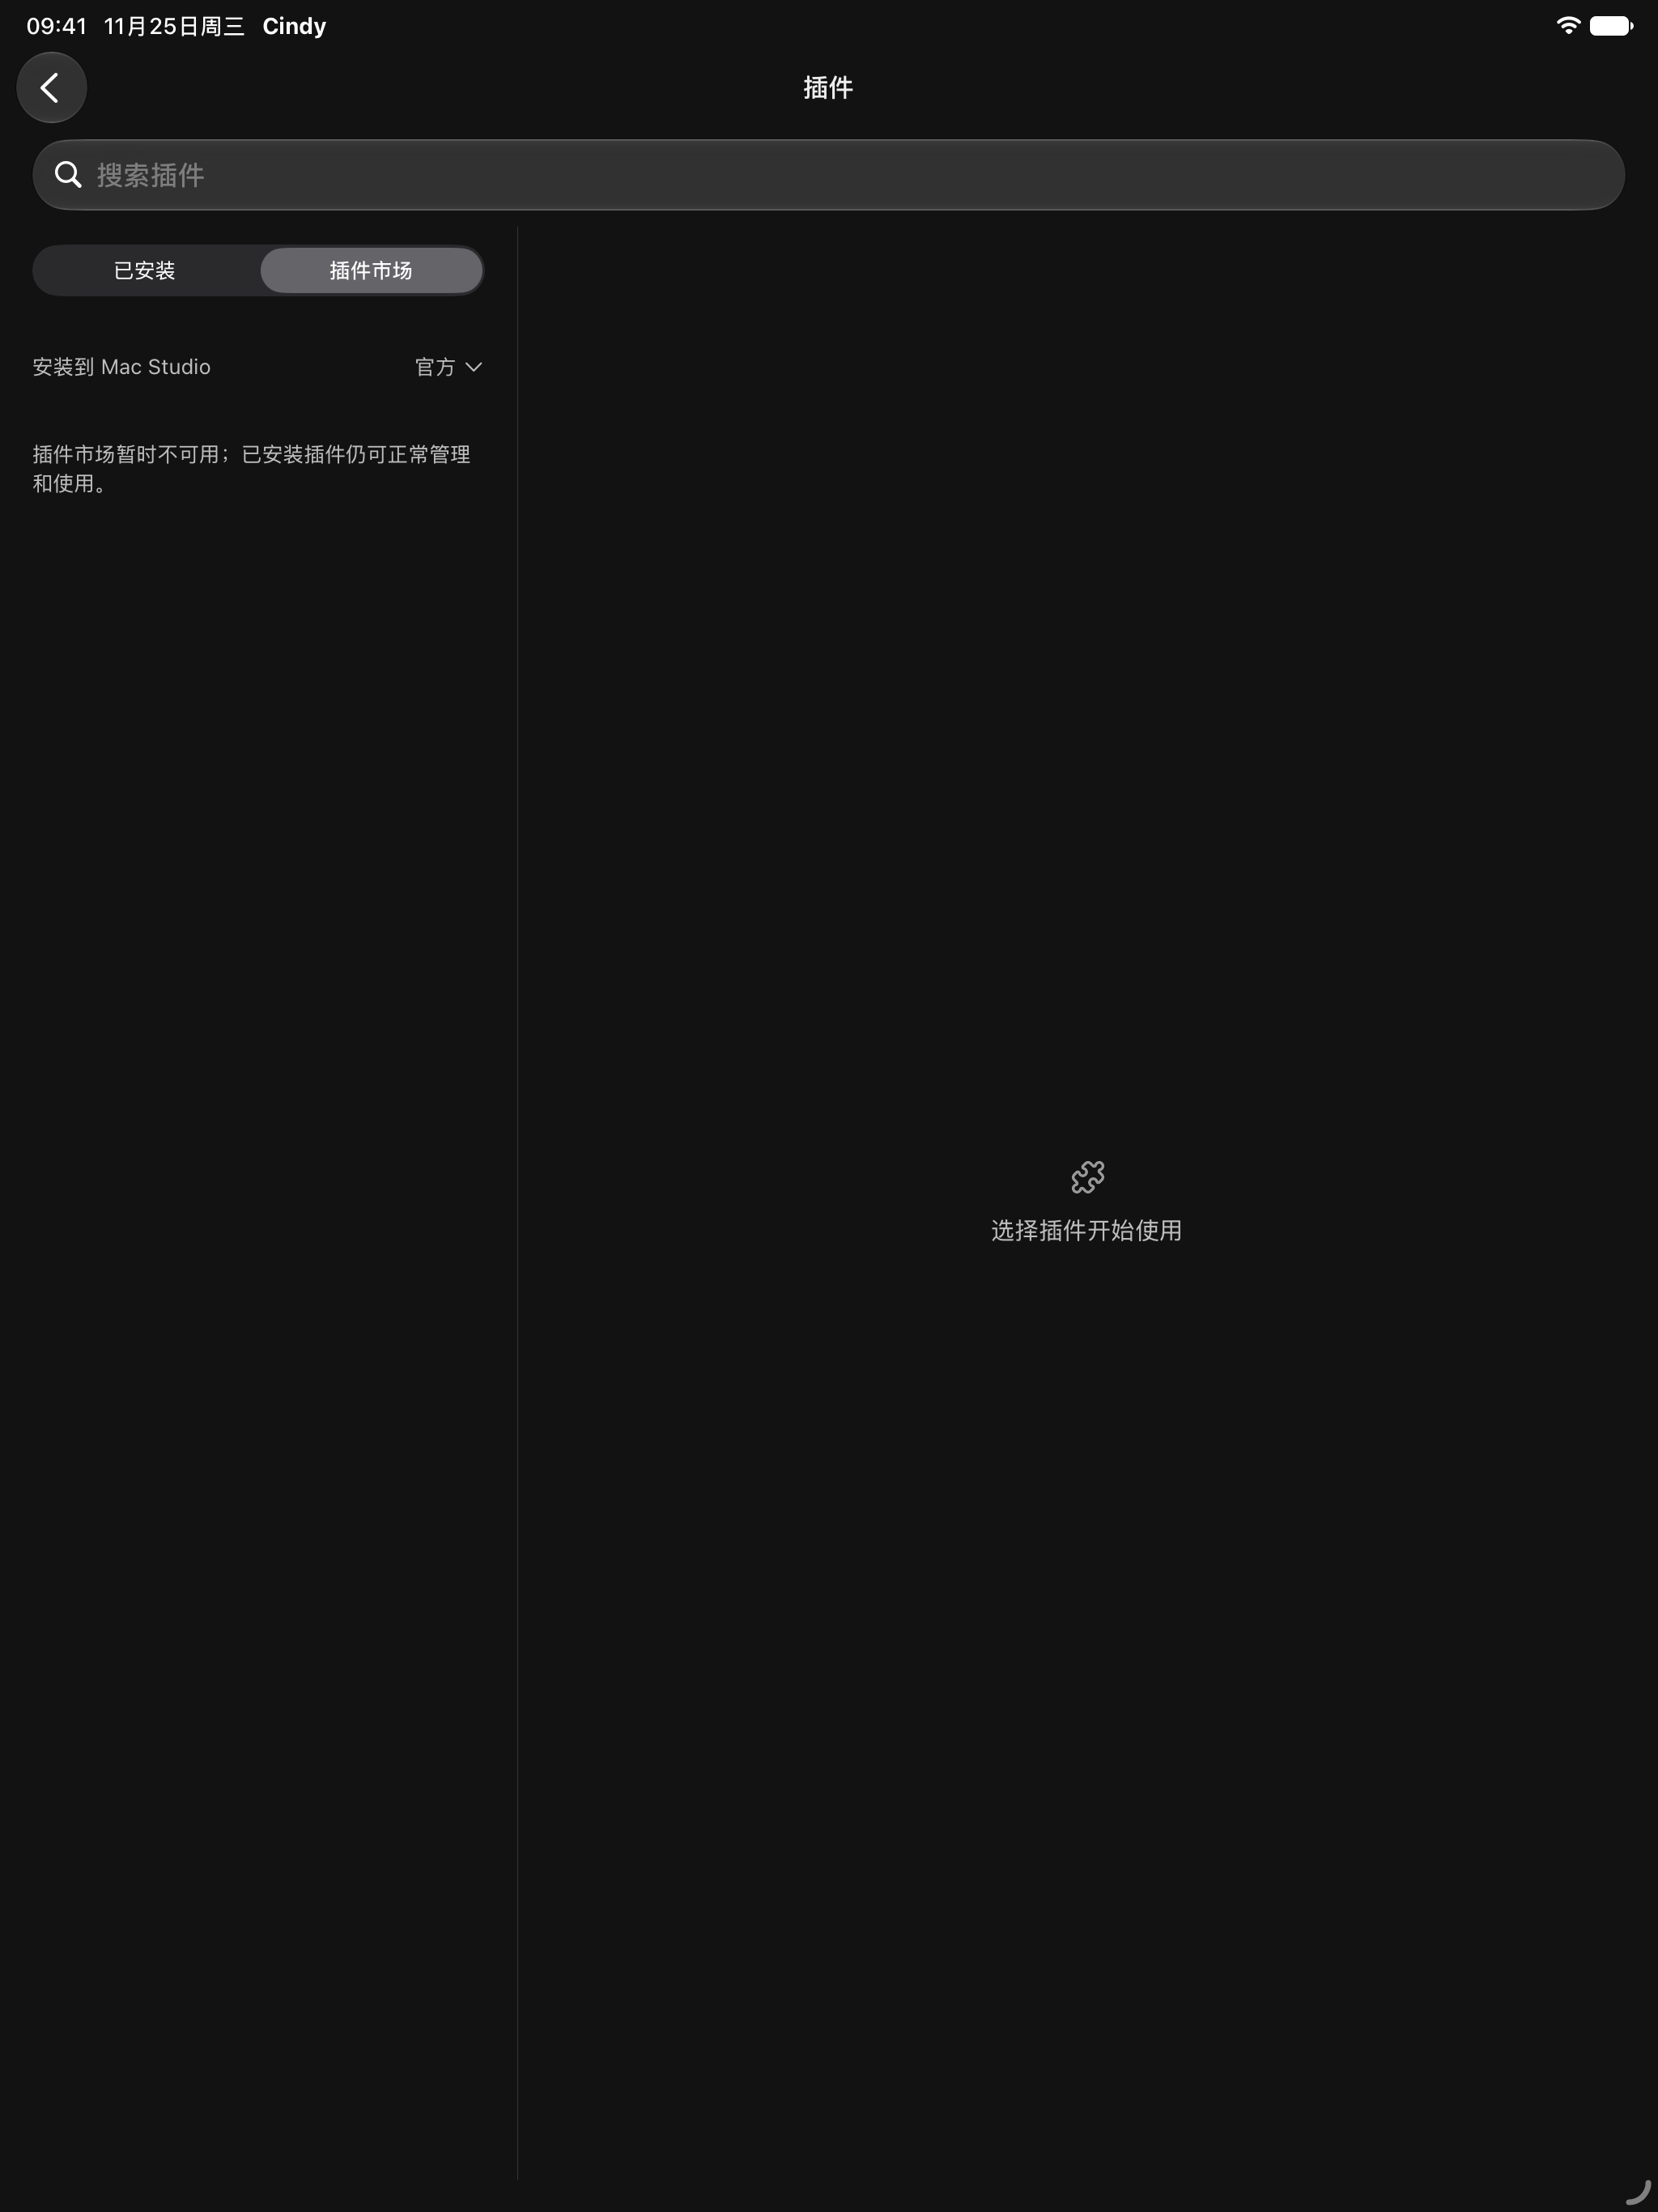 09:41 11月25日周三 Cindy
插件
搜索插件
已安装 插件市场
安装到 Mac Studio 官方
插件市场暂时不可用；已安装插件仍可正常管理
和使用。
选择插件开始使用